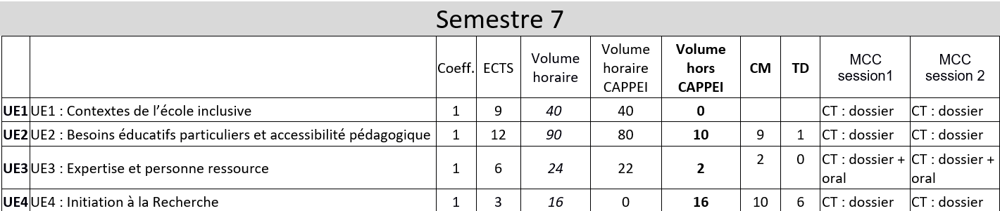 Semestre 7
Coeff. ECTS Volume horaire Volume horaire CAPPEI Volume hors CAPPEI CM TD MCC session1 MCC session 2
UE1 UE1 : Contextes de l’école inclusive 1 9 40 40 0 CT : dossier CT : dossier
UE2 UE2 : Besoins éducatifs particuliers et accessibilité pédagogique 1 12 90 80 10 9 1 CT : dossier CT : dossier
UE3 UE3 : Expertise et personne ressource 1 6 24 22 2 2 0 CT : dossier + oral CT : dossier + oral
UE4 UE4 : Initiation à la Recherche 1 3 16 0 16 10 6 CT : dossier CT : dossier